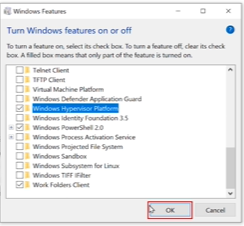 Windows Features
Turn Windows features on or off
To turn a feature on, select its check box. To turn a feature off, clear its check
box. A filled box means that only part of the feature is turned on.
Telnet Client
TFTP Client
Virtual Machine Platform
Windows Defender Application Guard
Windows Hypervisor Platform
Windows Identity Foundation 3.5
Windows PowerShell 2.0
Windows Process Activation Service
Windows Projected File System
Windows Sandbox
Windows Subsystem for Linux
Windows TIFF IFilter
Work Folders Client
OK
Cancel